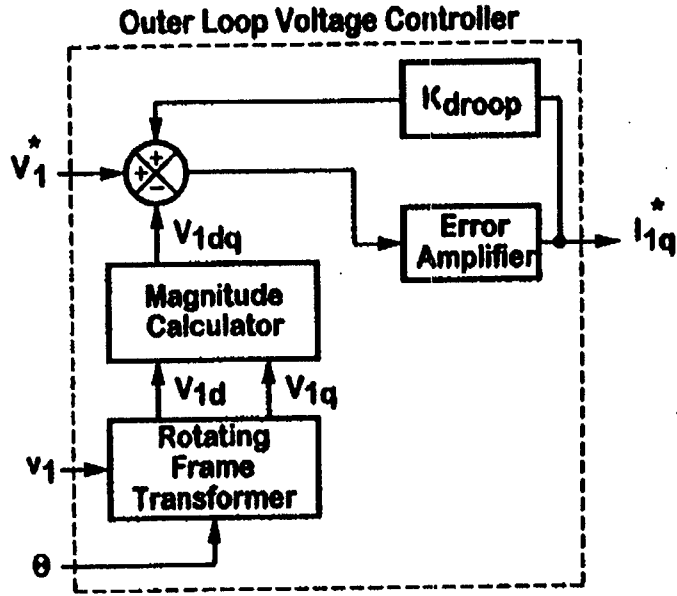 Outer Loop Voltage Controller
Kdroop
V1*
+
+
−
V1dq
Error
Amplifier
I1q*
Magnitude
Calculator
V1d
V1q
Rotating
Frame
Transformer
v1
θ